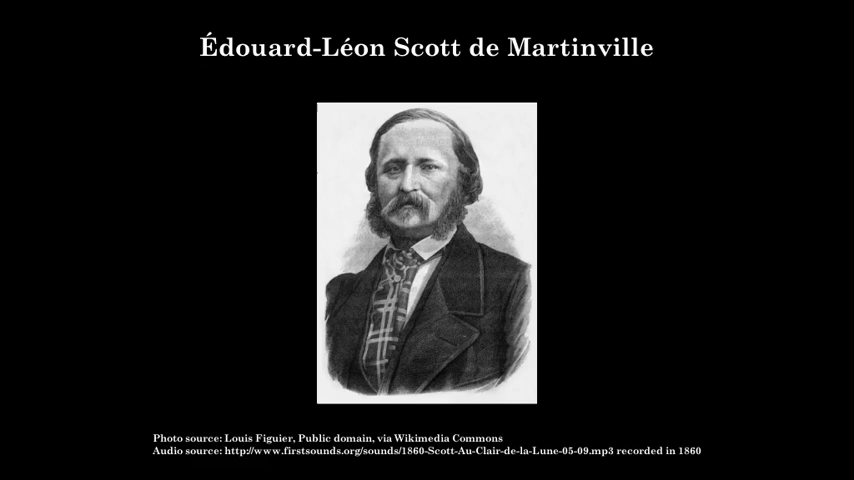 Édouard-Léon Scott de Martinville
Photo source: Louis Figuier, Public domain, via Wikimedia Commons
Audio source: http://www.firstsounds.org/sounds/1860-Scott-Au-Clair-de-la-Lune-05-09.mp3 recorded in 1860